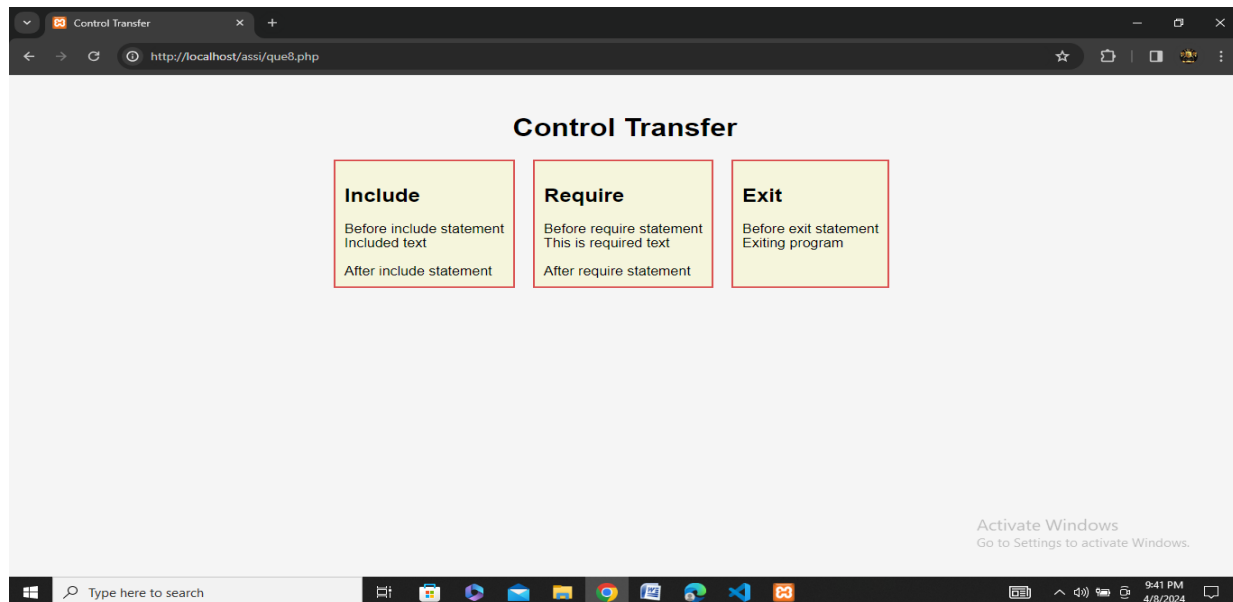 Control Transfer
http://localhost/assi/que8.php
Control Transfer
Include
Before include statement
Included text
After include statement
Require
Before require statement
This is required text
After require statement
Exit
Before exit statement
Exiting program
Activate Windows
Go to Settings to activate Windows.
Type here to search
9:41 PM
4/8/2024